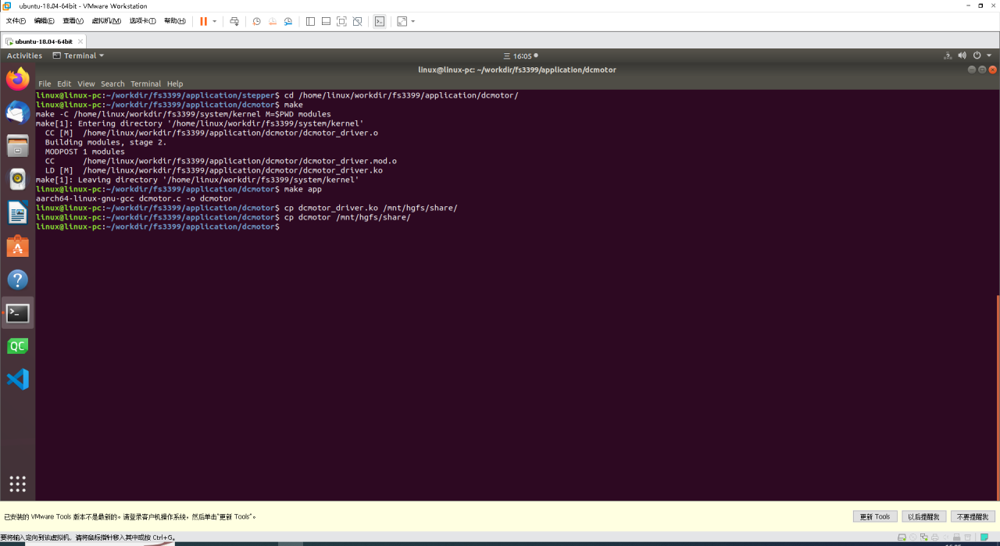 ubuntu-18.04-64bit - VMware Workstation
文件(F) 编辑(E) 查看(V) 虚拟机(M) 选项卡(T) 帮助(H)
ubuntu-18.04-64bit
Activities Terminal 三 16:05
linux@linux-pc: ~/workdir/fs3399/application/dcmotor
File Edit View Search Terminal Help
linux@linux-pc:~/workdir/fs3399/application/stepper$ cd /home/linux/workdir/fs3399/application/dcmotor/
linux@linux-pc:~/workdir/fs3399/application/dcmotor$ make
make -C /home/linux/workdir/fs3399/system/kernel M=$PWD modules
make[1]: Entering directory '/home/linux/workdir/fs3399/system/kernel'
CC [M] /home/linux/workdir/fs3399/application/dcmotor/dcmotor_driver.o
Building modules, stage 2.
MODPOST 1 modules
CC /home/linux/workdir/fs3399/application/dcmotor/dcmotor_driver.mod.o
LD [M] /home/linux/workdir/fs3399/application/dcmotor/dcmotor_driver.ko
make[1]: Leaving directory '/home/linux/workdir/fs3399/system/kernel'
linux@linux-pc:~/workdir/fs3399/application/dcmotor$ make app
aarch64-linux-gnu-gcc dcmotor.c -o dcmotor
linux@linux-pc:~/workdir/fs3399/application/dcmotor$ cp dcmotor_driver.ko /mnt/hgfs/share/
linux@linux-pc:~/workdir/fs3399/application/dcmotor$ cp dcmotor /mnt/hgfs/share/
linux@linux-pc:~/workdir/fs3399/application/dcmotor$
QC
已安装的 VMware Tools 版本不是最新的。请登录客户机操作系统，然后单击"更新 Tools"。 更新 Tools 以后提醒我 不要提醒我
要将输入定向到该虚拟机，请将鼠标指针移入其中或按 Ctrl+G。